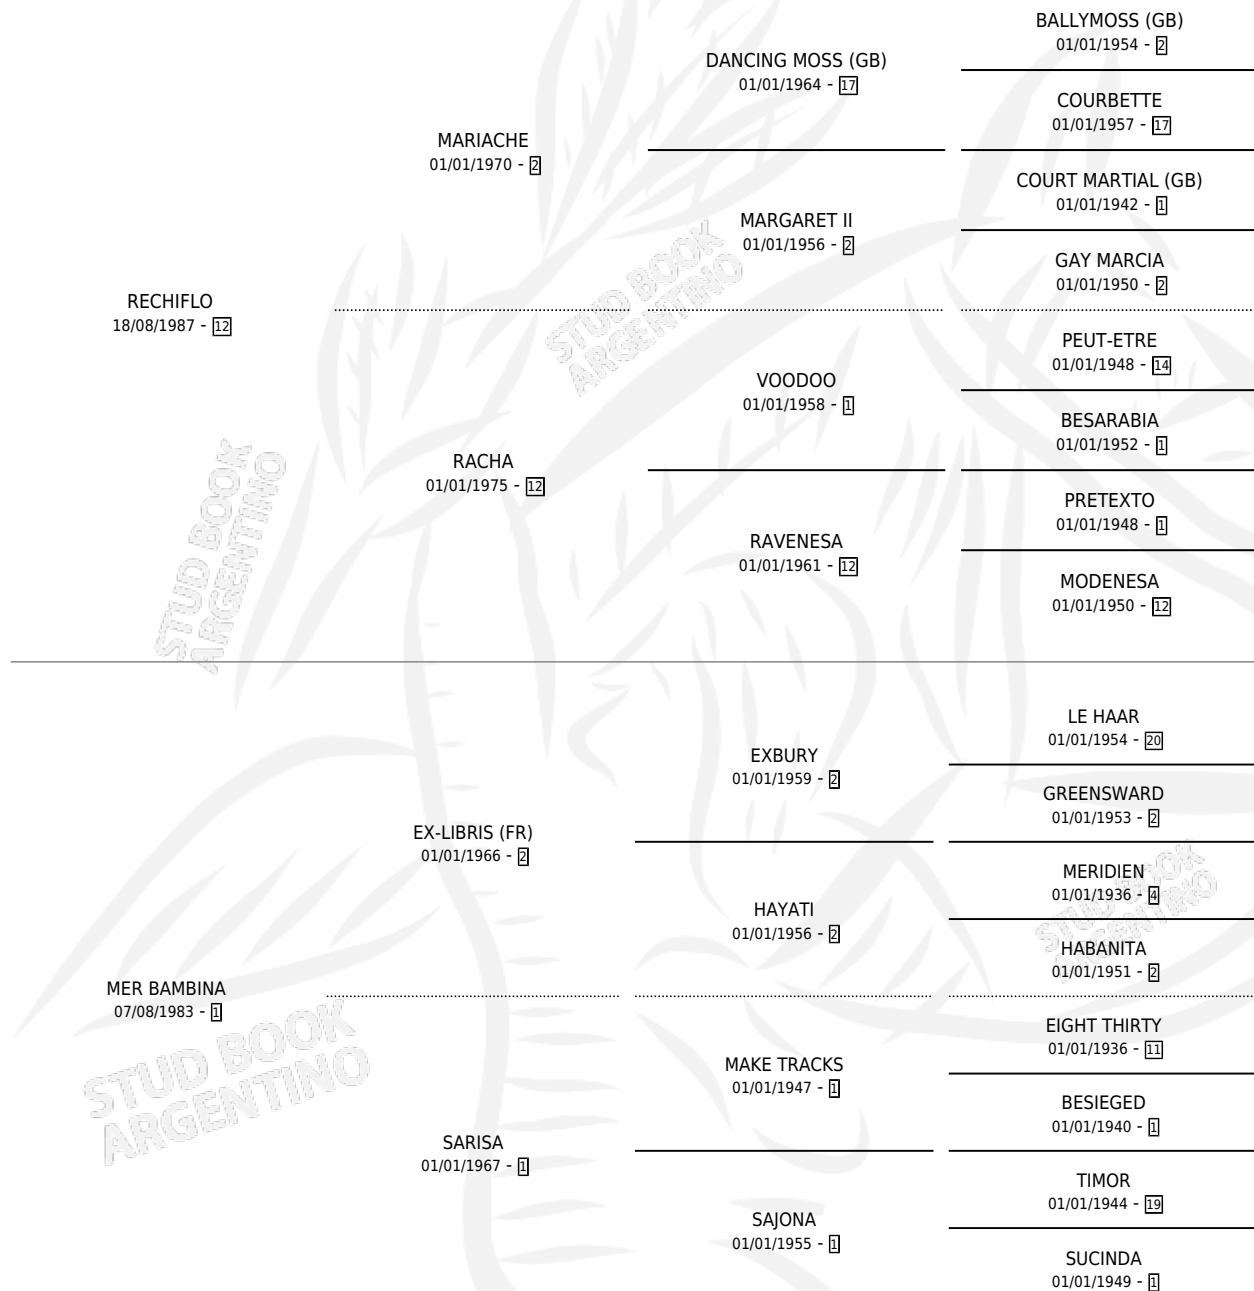 BALLYMOSS (GB)
01/01/1954 - 2
DANCING MOSS (GB)
01/01/1964 - 17
COURBETTE
01/01/1957 - 17
MARIACHE
01/01/1970 - 2
COURT MARTIAL (GB)
01/01/1942 - 1
MARGARET II
01/01/1956 - 2
GAY MARCIA
01/01/1950 - 2
RECHIFLO
18/08/1987 - 12
STUD BOOK
ARGENTINO
PEUT-ETRE
01/01/1948 - 14
VOODOO
01/01/1958 - 1
BESARABIA
01/01/1952 - 1
RACHA
01/01/1975 - 12
PRETEXTO
01/01/1948 - 1
RAVENESA
01/01/1961 - 12
MODENESA
01/01/1950 - 12
STUD BOOK
ARGENTINO
LE HAAR
01/01/1954 - 20
EXBURY
01/01/1959 - 2
GREENSWARD
01/01/1953 - 2
EX-LIBRIS (FR)
01/01/1966 - 2
MERIDIEN
01/01/1936 - 4
HAYATI
01/01/1956 - 2
HABANITA
01/01/1951 - 2
STUD BOOK
ARGENTINO
MER BAMBINA
07/08/1983 - 1
EIGHT THIRTY
01/01/1936 - 11
MAKE TRACKS
01/01/1947 - 1
BESIEGED
01/01/1940 - 1
STUD BOOK
ARGENTINO
SARISA
01/01/1967 - 1
TIMOR
01/01/1944 - 19
SAJONA
01/01/1955 - 1
SUCINDA
01/01/1949 - 1